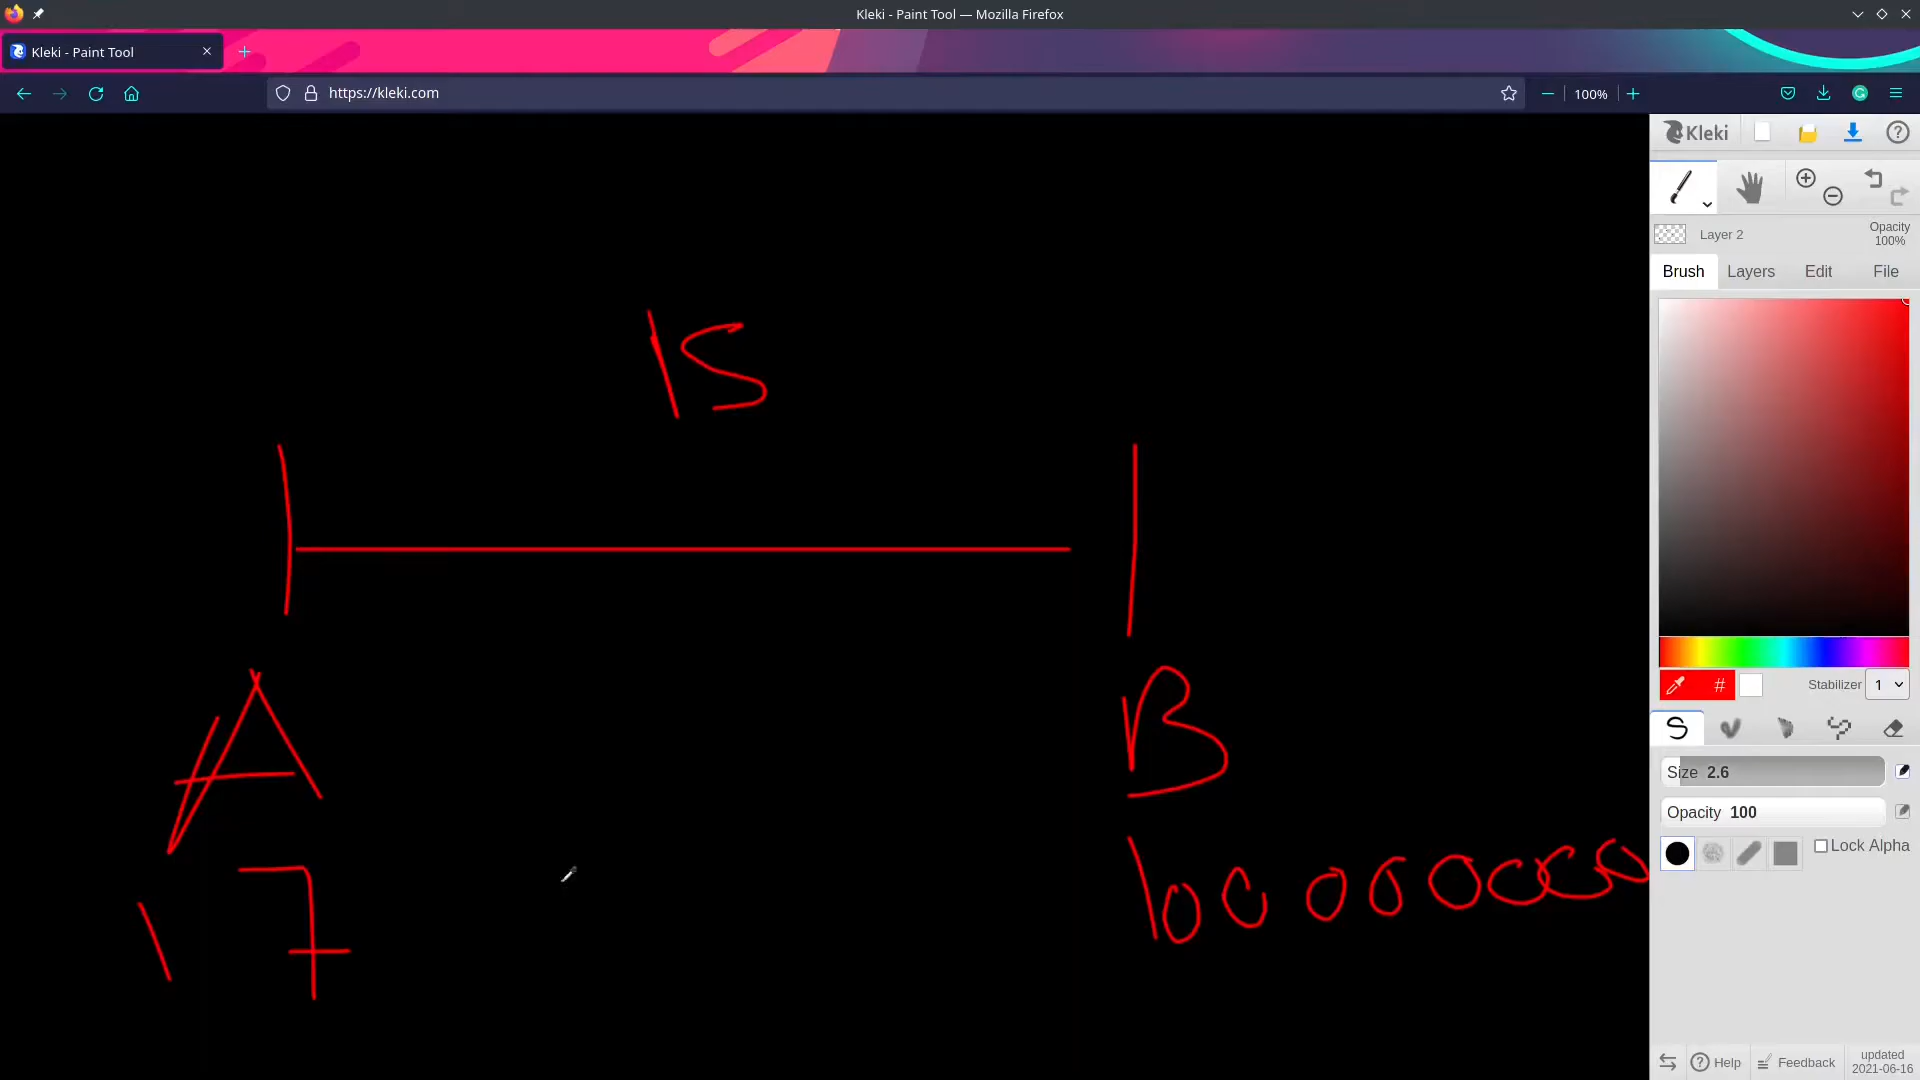 Kleki - Paint Tool — Mozilla Firefox
Kleki - Paint Tool
https://kleki.com
100%
Kleki
Layer 2
Opacity
100%
Brush Layers Edit File
15
# Stabilizer 1
A B
Size 2.6
Opacity 100
Lock Alpha
17
Help Feedback updated
2021-06-16